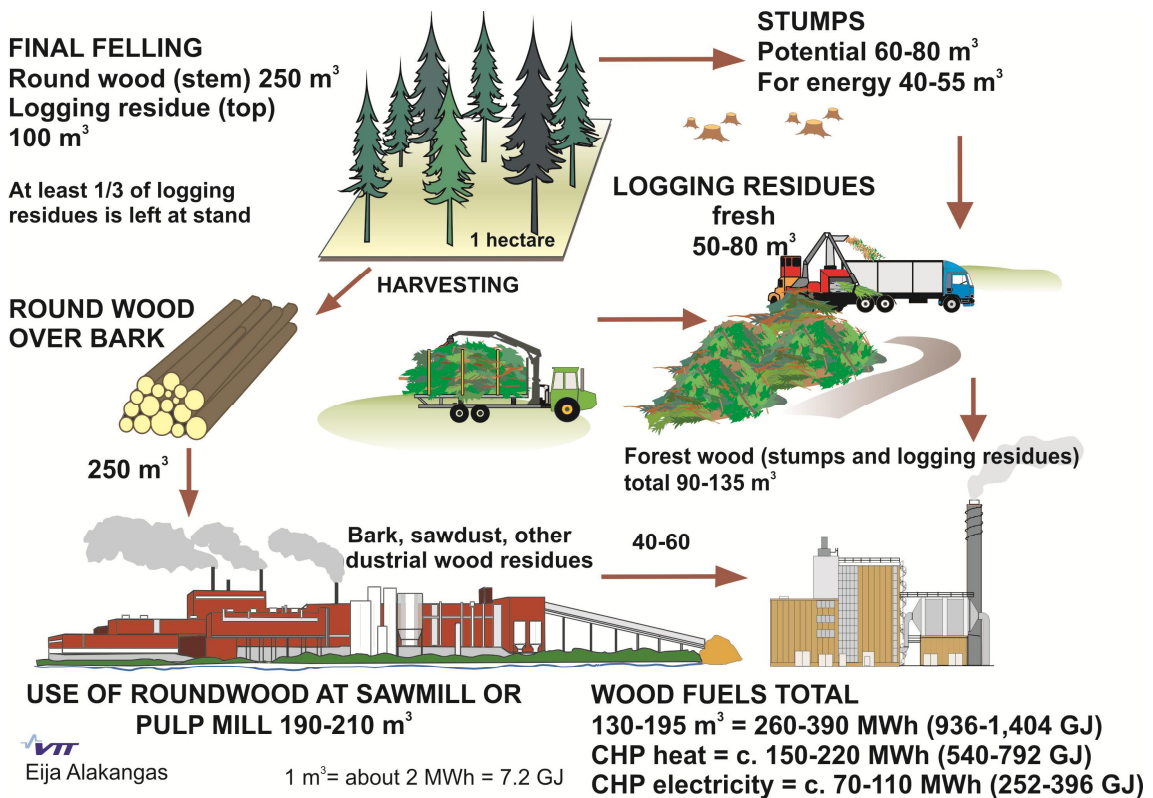 FINAL FELLING
Round wood (stem) 250 m³
Logging residue (top)
100 m³
At least 1/3 of logging
residues is left at stand
STUMPS
Potential 60-80 m³
For energy 40-55 m³
1 hectare
LOGGING RESIDUES
fresh
50-80 m³
HARVESTING
ROUND WOOD
OVER BARK
250 m³
Forest wood (stumps and logging residues)
total 90-135 m³
Bark, sawdust, other
dustrial wood residues
40-60
USE OF ROUNDWOOD AT SAWMILL OR
PULP MILL 190-210 m³
WOOD FUELS TOTAL
130-195 m³ = 260-390 MWh (936-1,404 GJ)
CHP heat = c. 150-220 MWh (540-792 GJ)
CHP electricity = c. 70-110 MWh (252-396 GJ)
VTT
Eija Alakangas
1 m³= about 2 MWh = 7.2 GJ